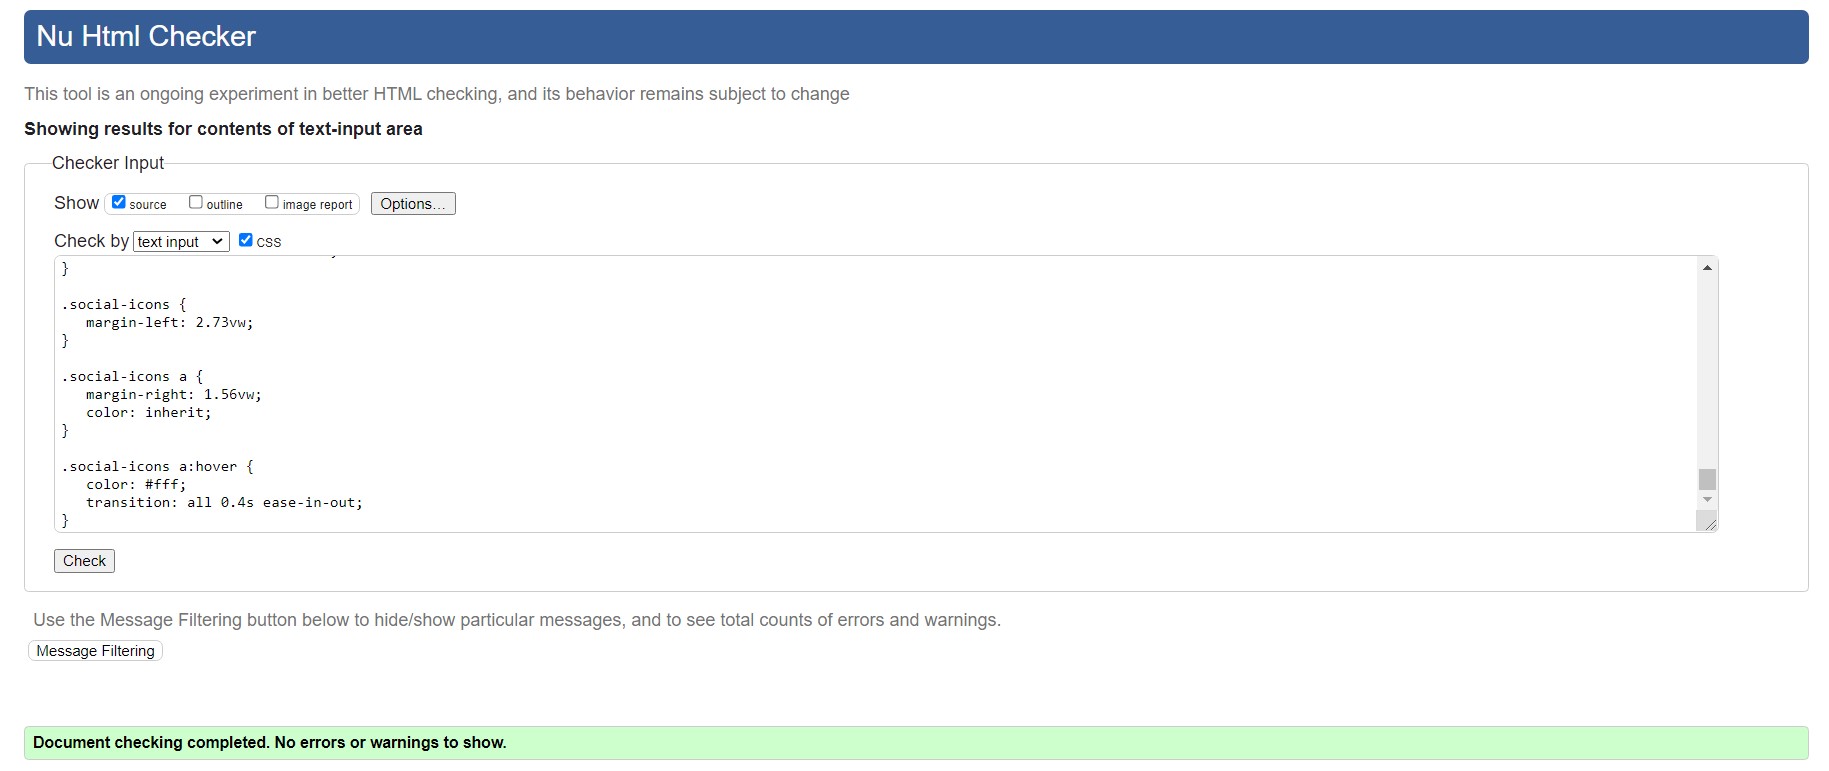 Nu Html Checker
This tool is an ongoing experiment in better HTML checking, and its behavior remains subject to change
Showing results for contents of text-input area
Checker Input
Show source outline image report Options...
Check by text input CSS
}
.social-icons {
margin-left: 2.73vw;
}
.social-icons a {
margin-right: 1.56vw;
color: inherit;
}
.social-icons a:hover {
color: #fff;
transition: all 0.4s ease-in-out;
}
Check
Use the Message Filtering button below to hide/show particular messages, and to see total counts of errors and warnings.
Message Filtering
Document checking completed. No errors or warnings to show.